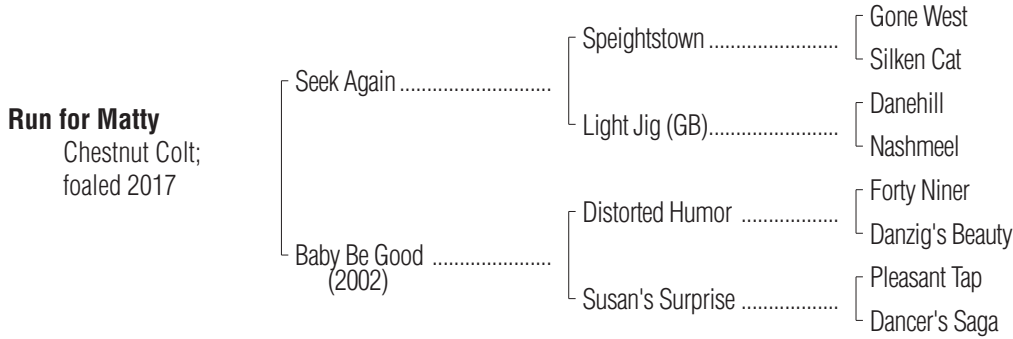 Run for Matty
Chestnut Colt;
foaled 2017
Seek Again ............................
Baby Be Good ......................
(2002)
Speightstown ........................
Light Jig (GB)........................
Distorted Humor ..................
Susan's Surprise ..................
Gone West
Silken Cat
Danehill
Nashmeel
Forty Niner
Danzig's Beauty
Pleasant Tap
Dancer's Saga